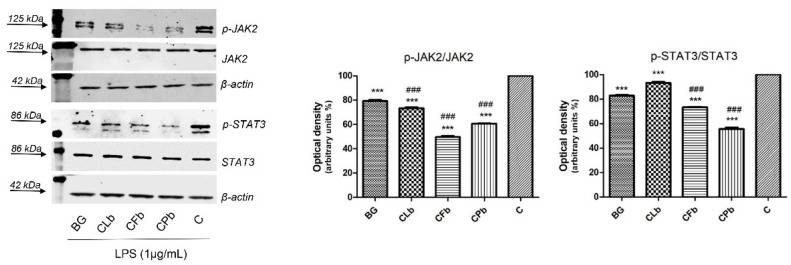 125 kDa
p-JAK2
125 kDa
JAK2
42 kDa
β-actin
86 kDa
p-STAT3
86 kDa
STAT3
42 kDa
β-actin
BG CLb CFb CPb C
LPS (1µg/mL)
p-JAK2/JAK2
Optical density
(arbitrary units %)
100
80
60
40
20
0
*** ### *** ### *** ### ***
BG CLb CFb CPb C
p-STAT3/STAT3
Optical density
(arbitrary units %)
100
80
60
40
20
0
*** *** ### *** ### ***
BG CLb CFb CPb C